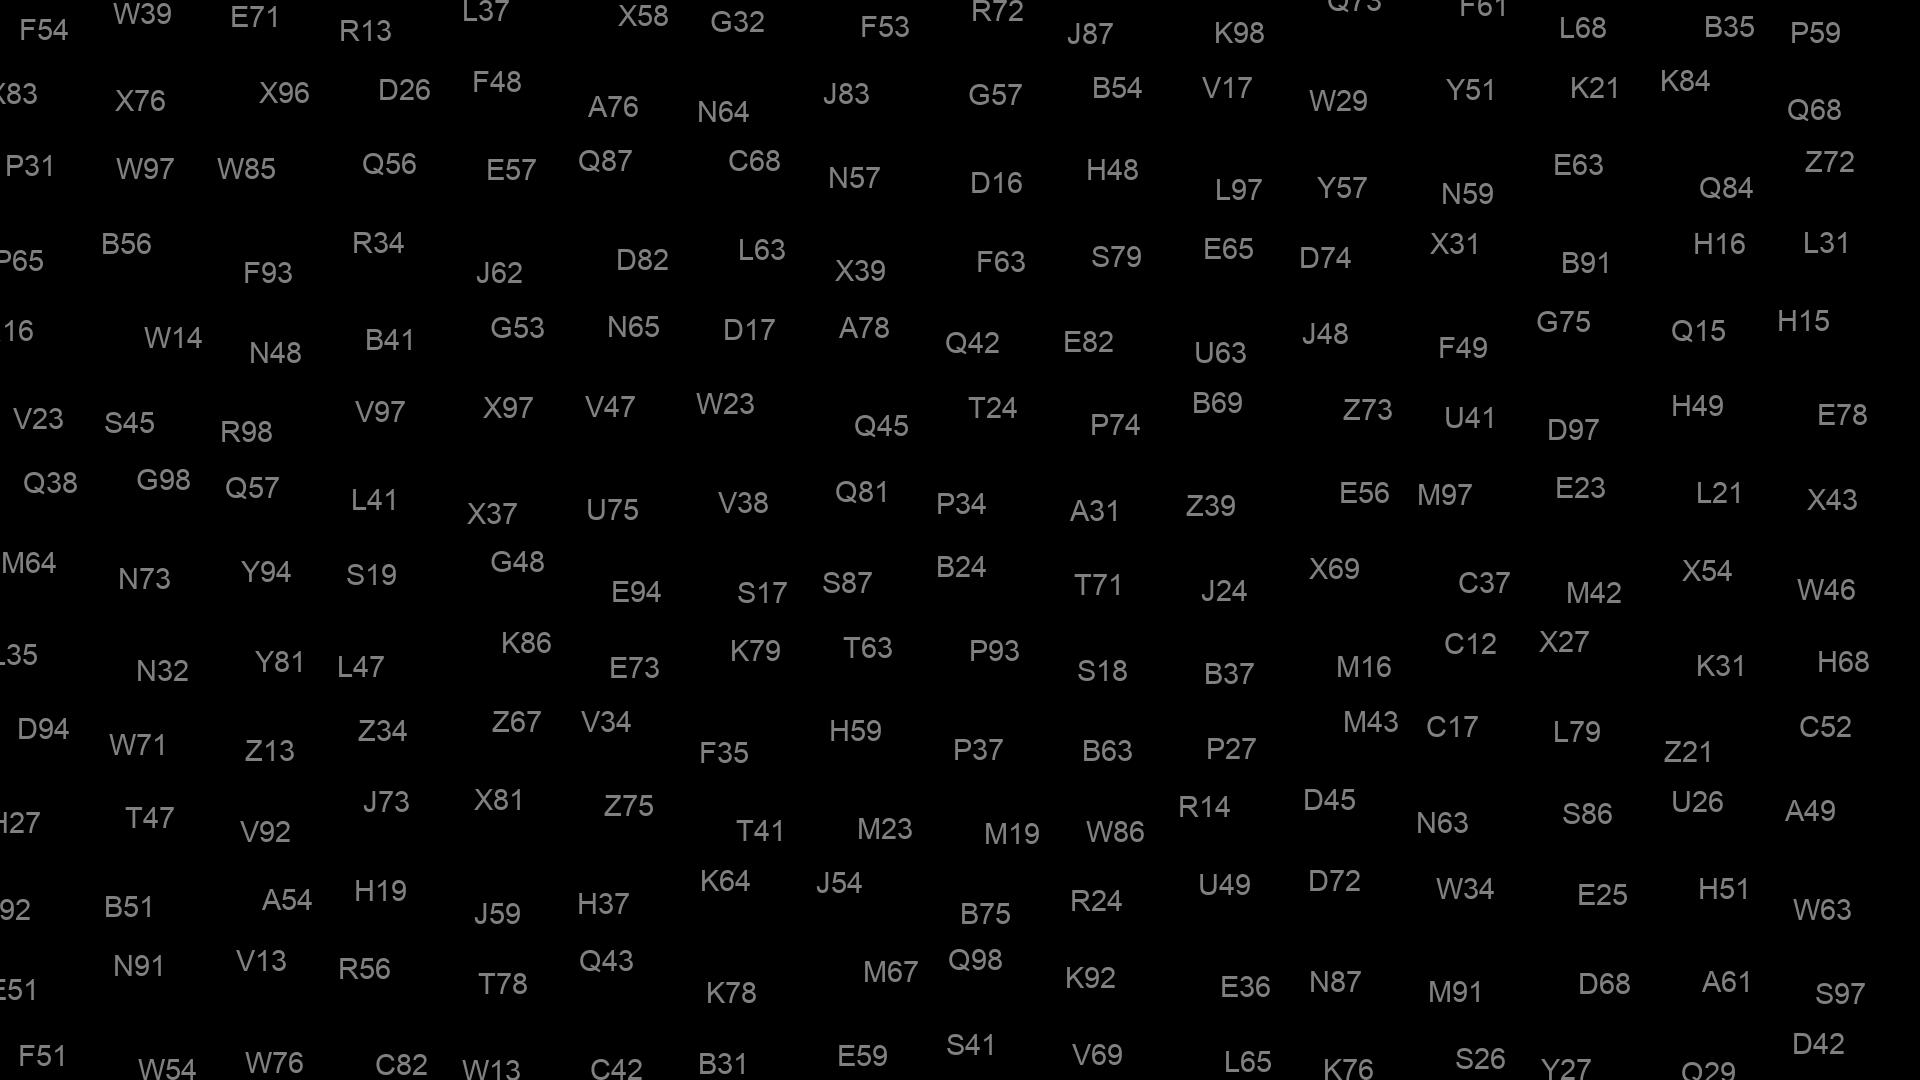 F54 W39 E71 R13 L37 X58 G32 F53 R72 J87 K98 Q73 F61 L68 B35 P59
X83 X76 X96 D26 F48 A76 N64 J83 G57 B54 V17 W29 Y51 K21 K84 Q68
P31 W97 W85 Q56 E57 Q87 C68 N57 D16 H48 L97 Y57 N59 E63 Q84 Z72
P65 B56 F93 R34 J62 D82 L63 X39 F63 S79 E65 D74 X31 B91 H16 L31
16 W14 N48 B41 G53 N65 D17 A78 Q42 E82 U63 J48 F49 G75 Q15 H15
V23 S45 R98 V97 X97 V47 W23 Q45 T24 P74 B69 Z73 U41 D97 H49 E78
Q38 G98 Q57 L41 X37 U75 V38 Q81 P34 A31 Z39 E56 M97 E23 L21 X43
M64 N73 Y94 S19 G48 E94 S17 S87 B24 T71 J24 X69 C37 M42 X54 W46
L35 N32 Y81 L47 K86 E73 K79 T63 P93 S18 B37 M16 C12 X27 K31 H68
D94 W71 Z13 Z34 Z67 V34 F35 H59 P37 B63 P27 M43 C17 L79 Z21 C52
H27 T47 V92 J73 X81 Z75 T41 M23 M19 W86 R14 D45 N63 S86 U26 A49
92 B51 A54 H19 J59 H37 K64 J54 B75 R24 U49 D72 W34 E25 H51 W63
E51 N91 V13 R56 T78 Q43 K78 M67 Q98 K92 E36 N87 M91 D68 A61 S97
F51 W54 W76 C82 W13 C42 B31 E59 S41 V69 L65 K76 S26 Y27 Q29 D42